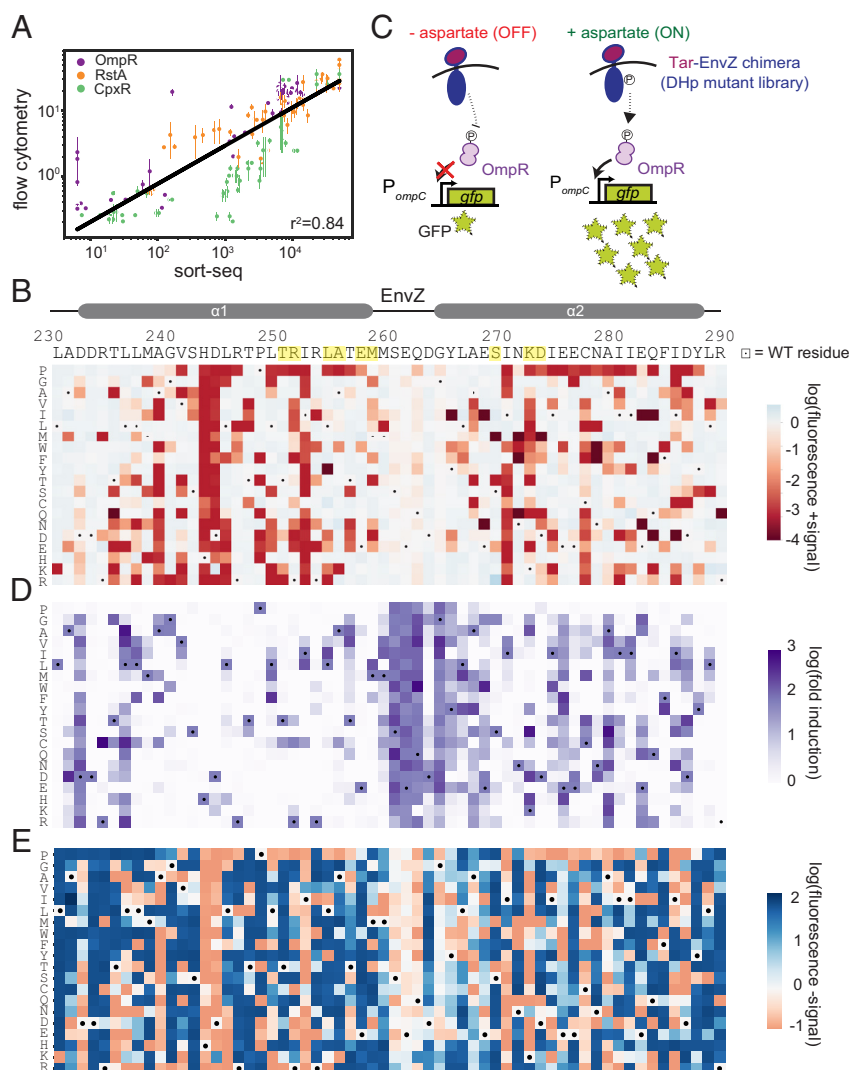 A
OmpR
RstA
CpxR
flow cytometry
10¹
10⁰
r²=0.84
10¹ 10² 10³ 10⁴
sort-seq
C
- aspartate (OFF)
+ aspartate (ON)
Tar-EnvZ chimera
(DHp mutant library)
P
P
P
OmpR
OmpR
P ompC
gfp
P ompC
gfp
GFP
B
EnvZ
α1
α2
230 240 250 260 270 280 290
LADDRTLLMAGVSHDLRTPLTRIRLATEMMSEQDGYLAESINKDIEECNAIIEQFIDYLR
⊡ = WT residue
P
G
A
V
I
L
M
W
F
Y
T
S
C
Q
N
D
E
H
K
R
0
-1
-2
-3
-4
log(fluorescence +signal)
D
P
G
A
V
I
L
M
W
F
Y
T
S
C
Q
N
D
E
H
K
R
3
2
1
0
log(fold induction)
E
P
G
A
V
I
L
M
W
F
Y
T
S
C
Q
N
D
E
H
K
R
2
1
0
-1
log(fluorescence -signal)